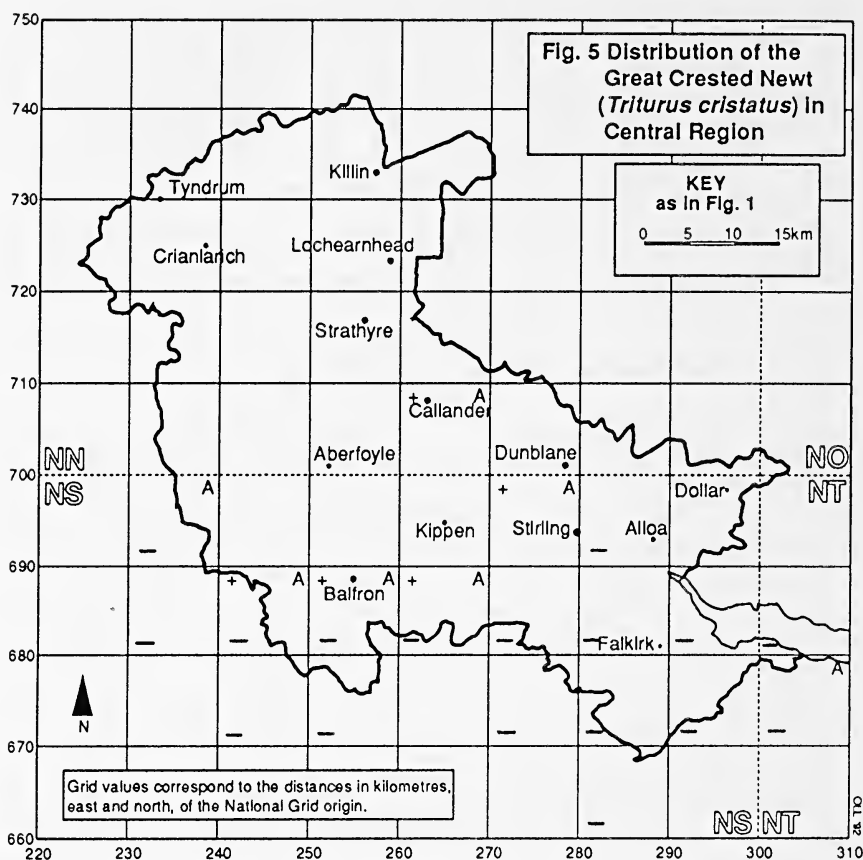 750
740
730
720
710
700
690
680
670
660
Fig. 5 Distribution of the
Great Crested Newt
(Triturus cristatus) in
Central Region
KEY
as in Fig. 1
0 5 10 15km
Tyndrum
Killin
Crianlarich
Lochearnhead
Strathyre
+ A
Callander
Aberfoyle
Dunblane
NN
NS
NO
NT
A + A
Dollar
Kippen
Stirling
Alloa
+ A + A + A
Balfron
Falkirk
A
N
Grid values correspond to the distances in kilometres,
east and north, of the National Grid origin.
NS NT
220 230 240 250 260 270 280 290 300 310